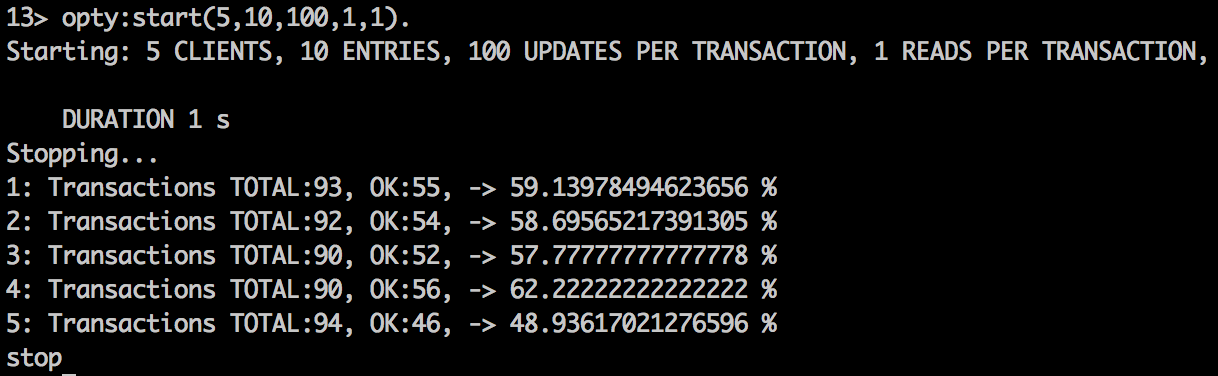 13> opty:start(5,10,100,1,1).
Starting: 5 CLIENTS, 10 ENTRIES, 100 UPDATES PER TRANSACTION, 1 READS PER TRANSACTION,
DURATION 1 s
Stopping...
1: Transactions TOTAL:93, OK:55, -> 59.13978494623656 %
2: Transactions TOTAL:92, OK:54, -> 58.69565217391305 %
3: Transactions TOTAL:90, OK:52, -> 57.77777777777778 %
4: Transactions TOTAL:90, OK:56, -> 62.22222222222222 %
5: Transactions TOTAL:94, OK:46, -> 48.93617021276596 %
stop